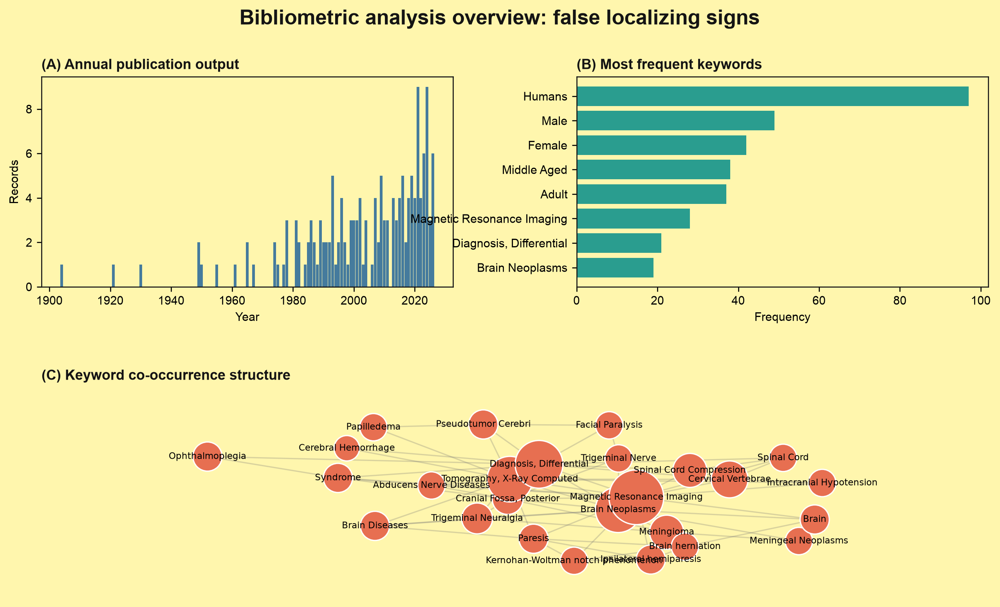 Bibliometric analysis overview: false localizing signs
(A) Annual publication output
8
6
4
2
0
Records
1900 1920 1940 1960 1980 2000 2020
Year
(B) Most frequent keywords
Humans
Male
Female
Middle Aged
Adult
Magnetic Resonance Imaging
Diagnosis, Differential
Brain Neoplasms
0 20 40 60 80 100
Frequency
(C) Keyword co-occurrence structure
Papilledema
Pseudotumor Cerebri
Facial Paralysis
Cerebral Hemorrhage
Ophthalmoplegia
Trigeminal Nerve
Spinal Cord
Diagnosis, Differential
Spinal Cord Compression
Syndrome
Tomography, X-Ray Computed
Cervical Vertebrae
Abducens Nerve Diseases
Intracranial Hypotension
Cranial Fossa, Posterior
Magnetic Resonance Imaging
Brain Neoplasms
Trigeminal Neuralgia
Brain
Brain Diseases
Meningioma
Paresis
Meningeal Neoplasms
Brain herniation
Kernohan-Woltman notch phenomenon
Ipsilateral hemiparesis